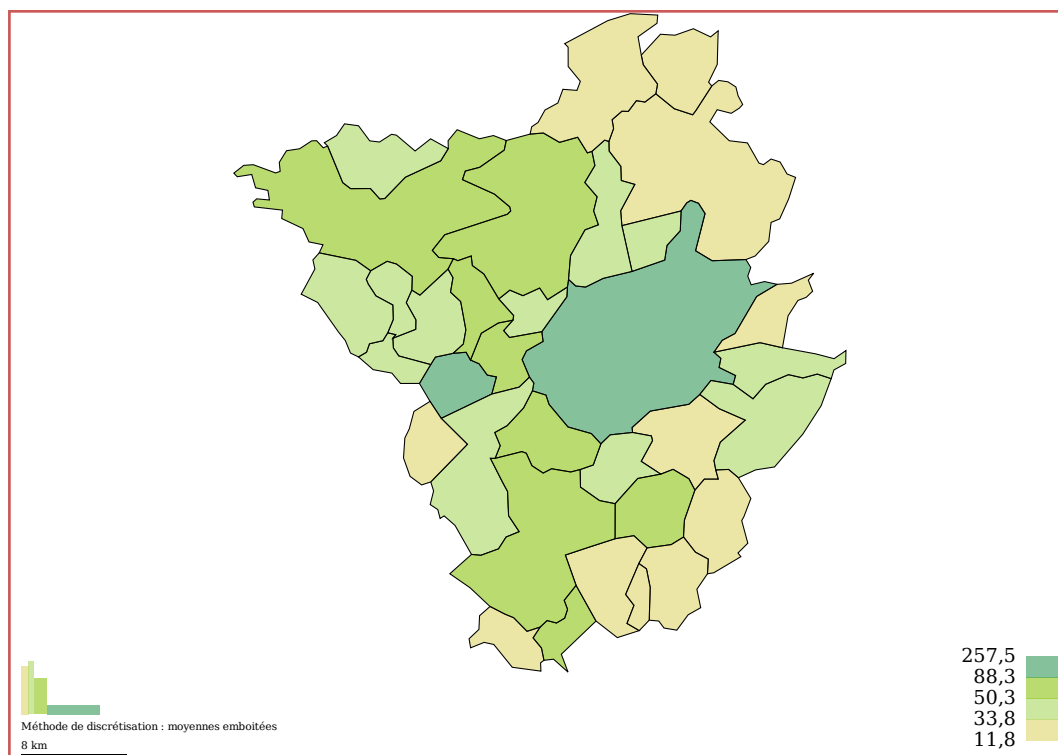 257,5
88,3
50,3
33,8
11,8
Méthode de discrétisation : moyennes emboitées
8 km